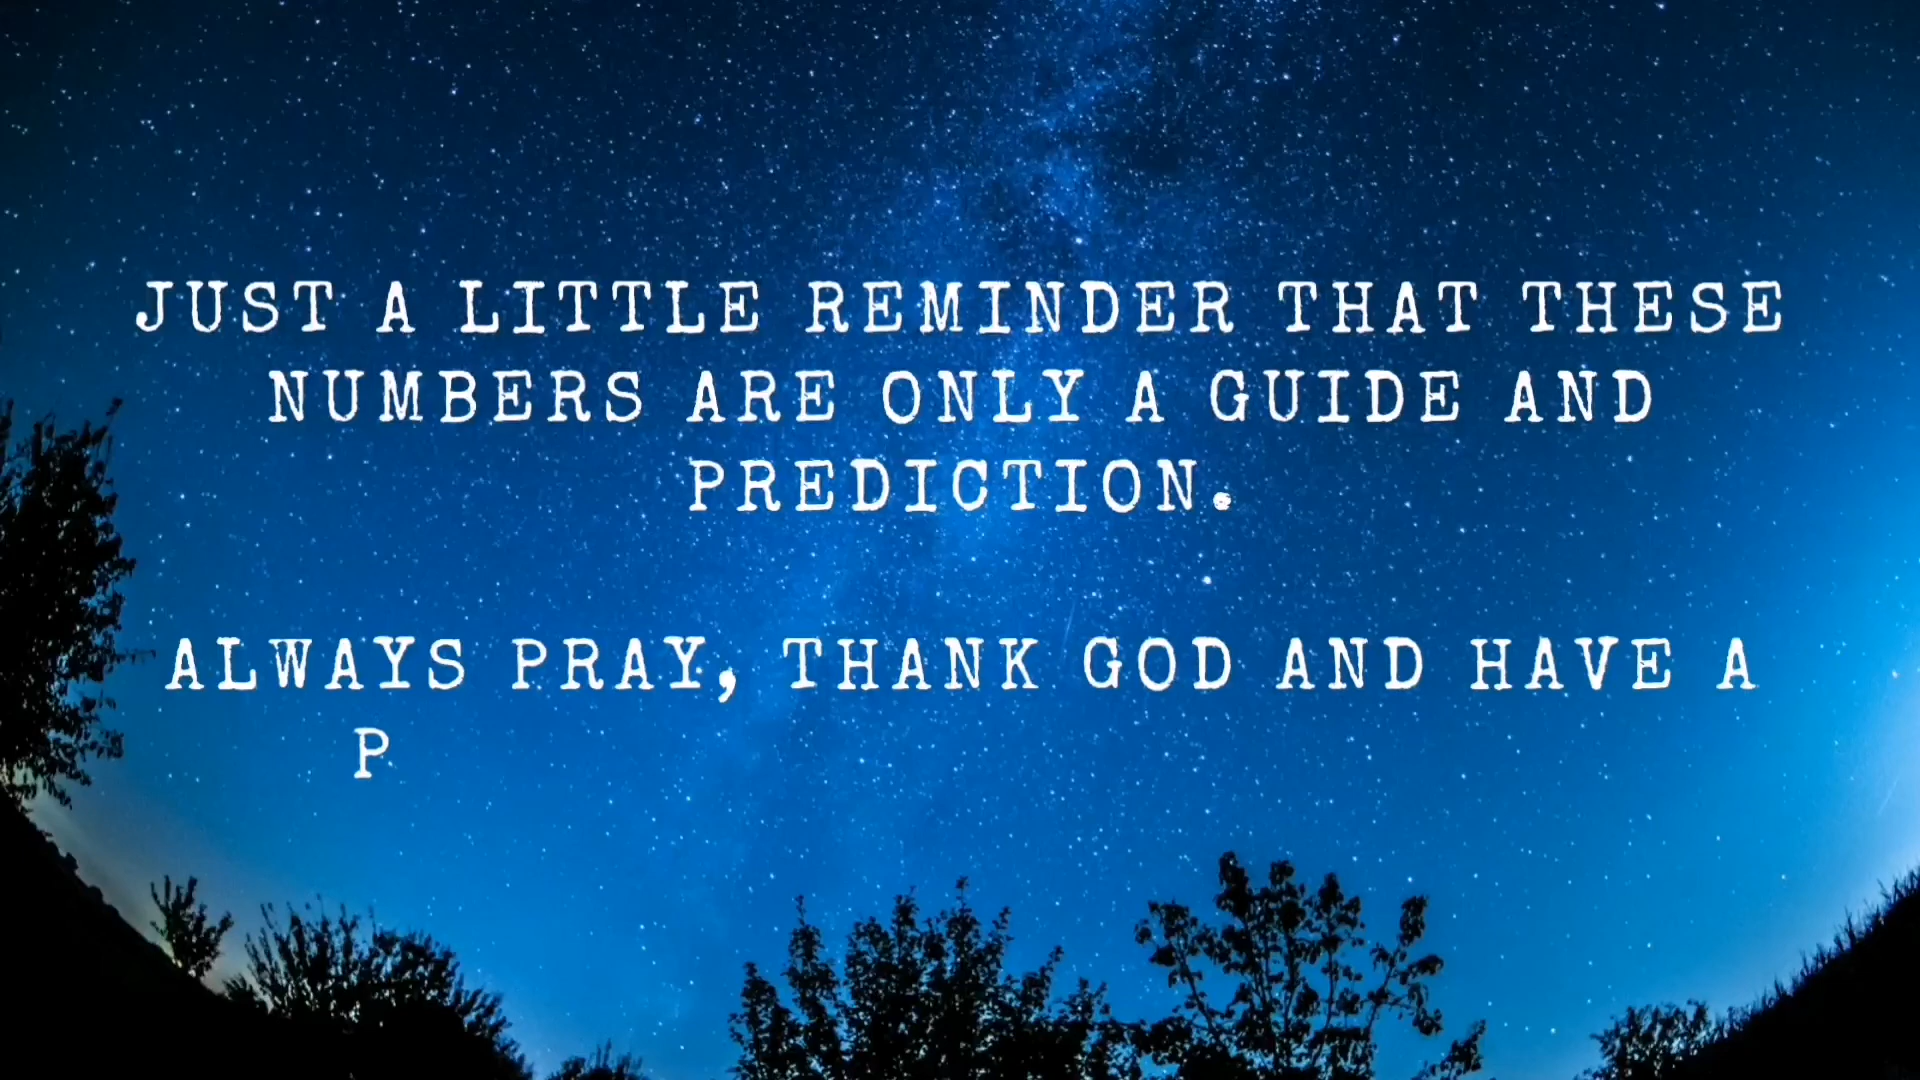 JUST A LITTLE REMINDER THAT THESE
NUMBERS ARE ONLY A GUIDE AND
PREDICTION.
ALWAYS PRAY, THANK GOD AND HAVE A
P